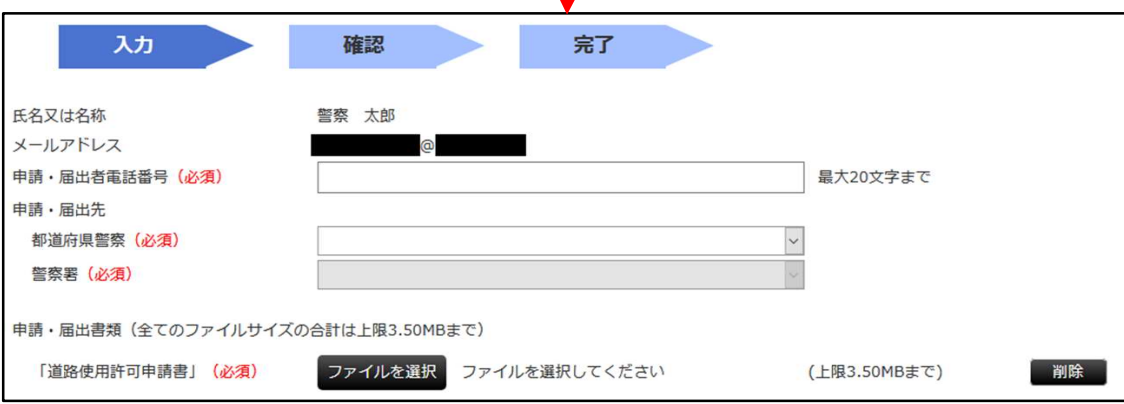 入力 確認 完了
氏名又は名称 警察 太郎
メールアドレス @
申請・届出者電話番号（必須） 最大20文字まで
申請・届出先
都道府県警察（必須）
警察署（必須）
申請・届出書類（全てのファイルサイズの合計は上限3.50MBまで）
「道路使用許可申請書」（必須） ファイルを選択 ファイルを選択してください (上限3.50MBまで) 削除